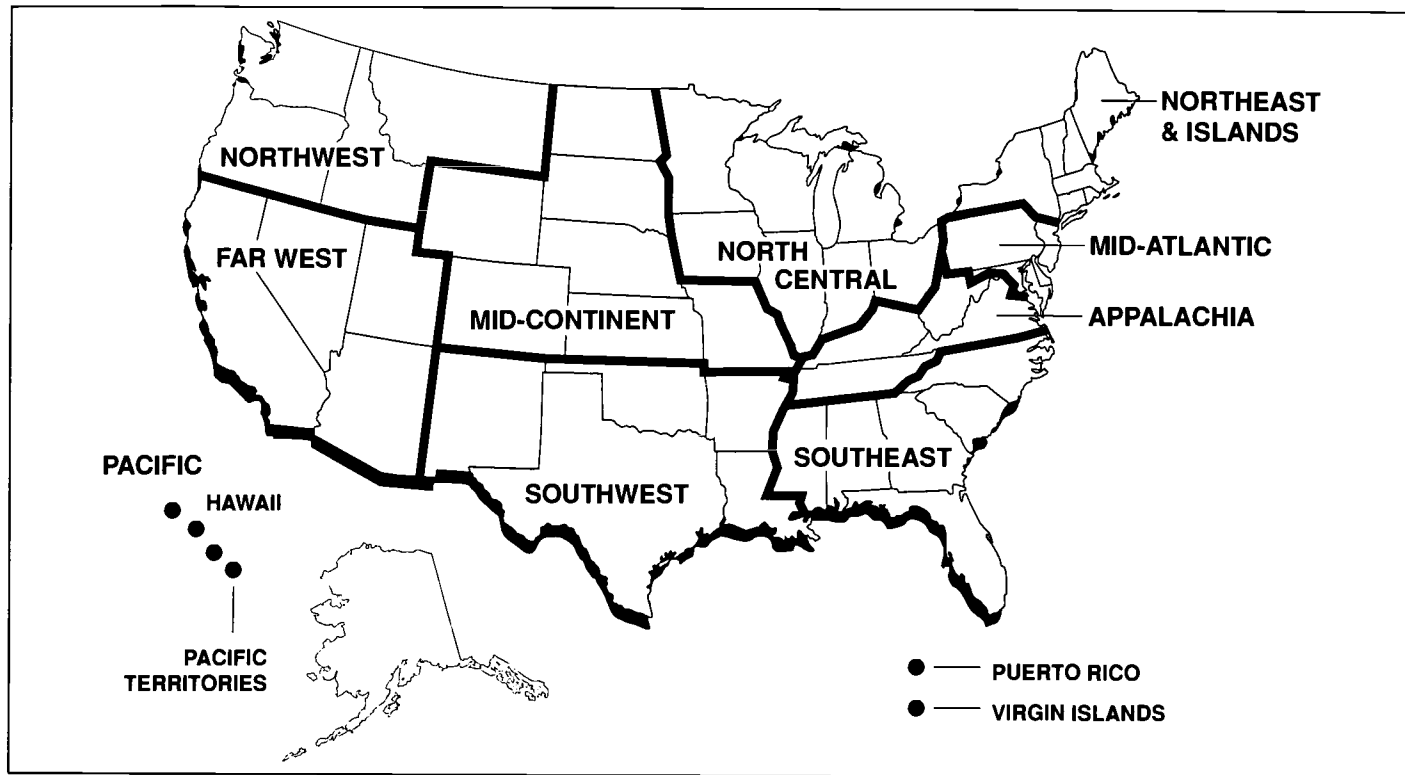 NORTHEAST
& ISLANDS
NORTHWEST
FAR WEST
NORTH
CENTRAL
MID-ATLANTIC
MID-CONTINENT
APPALACHIA
SOUTHEAST
PACIFIC
HAWAII
SOUTHWEST
PACIFIC
TERRITORIES
PUERTO RICO
VIRGIN ISLANDS